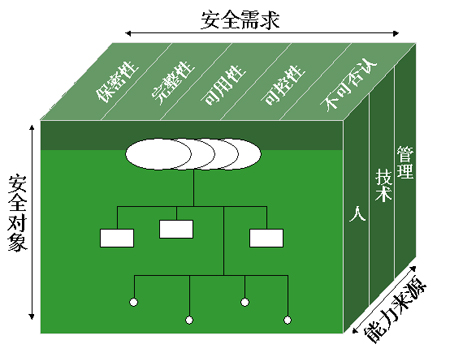 安全需求
保密性
完整性
可用性
可控性
不可否认
安全对象
人
技术
管理
能力来源